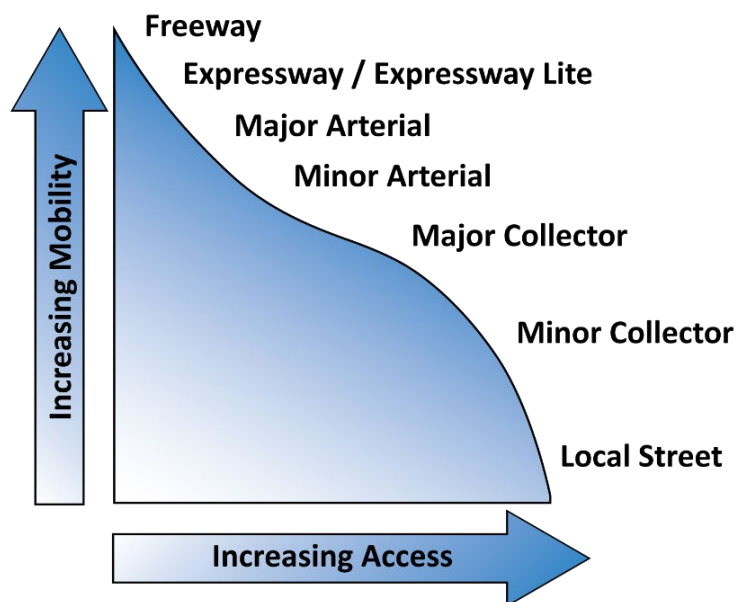 Freeway
Expressway / Expressway Lite
Major Arterial
Minor Arterial
Major Collector
Minor Collector
Local Street
Increasing Mobility
Increasing Access